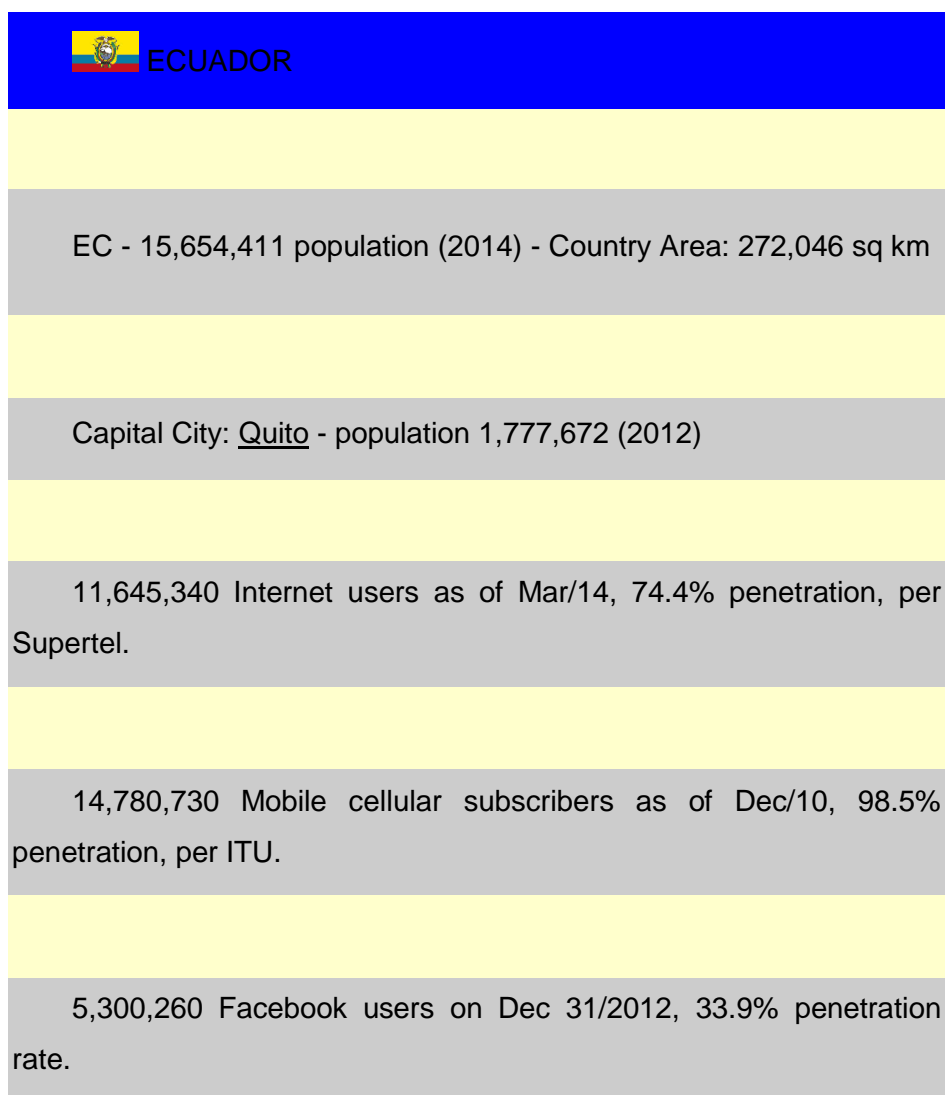 ECUADOR
EC - 15,654,411 population (2014) - Country Area: 272,046 sq km
Capital City: Quito - population 1,777,672 (2012)
11,645,340 Internet users as of Mar/14, 74.4% penetration, per
Supertel.
14,780,730 Mobile cellular subscribers as of Dec/10, 98.5%
penetration, per ITU.
5,300,260 Facebook users on Dec 31/2012, 33.9% penetration
rate.